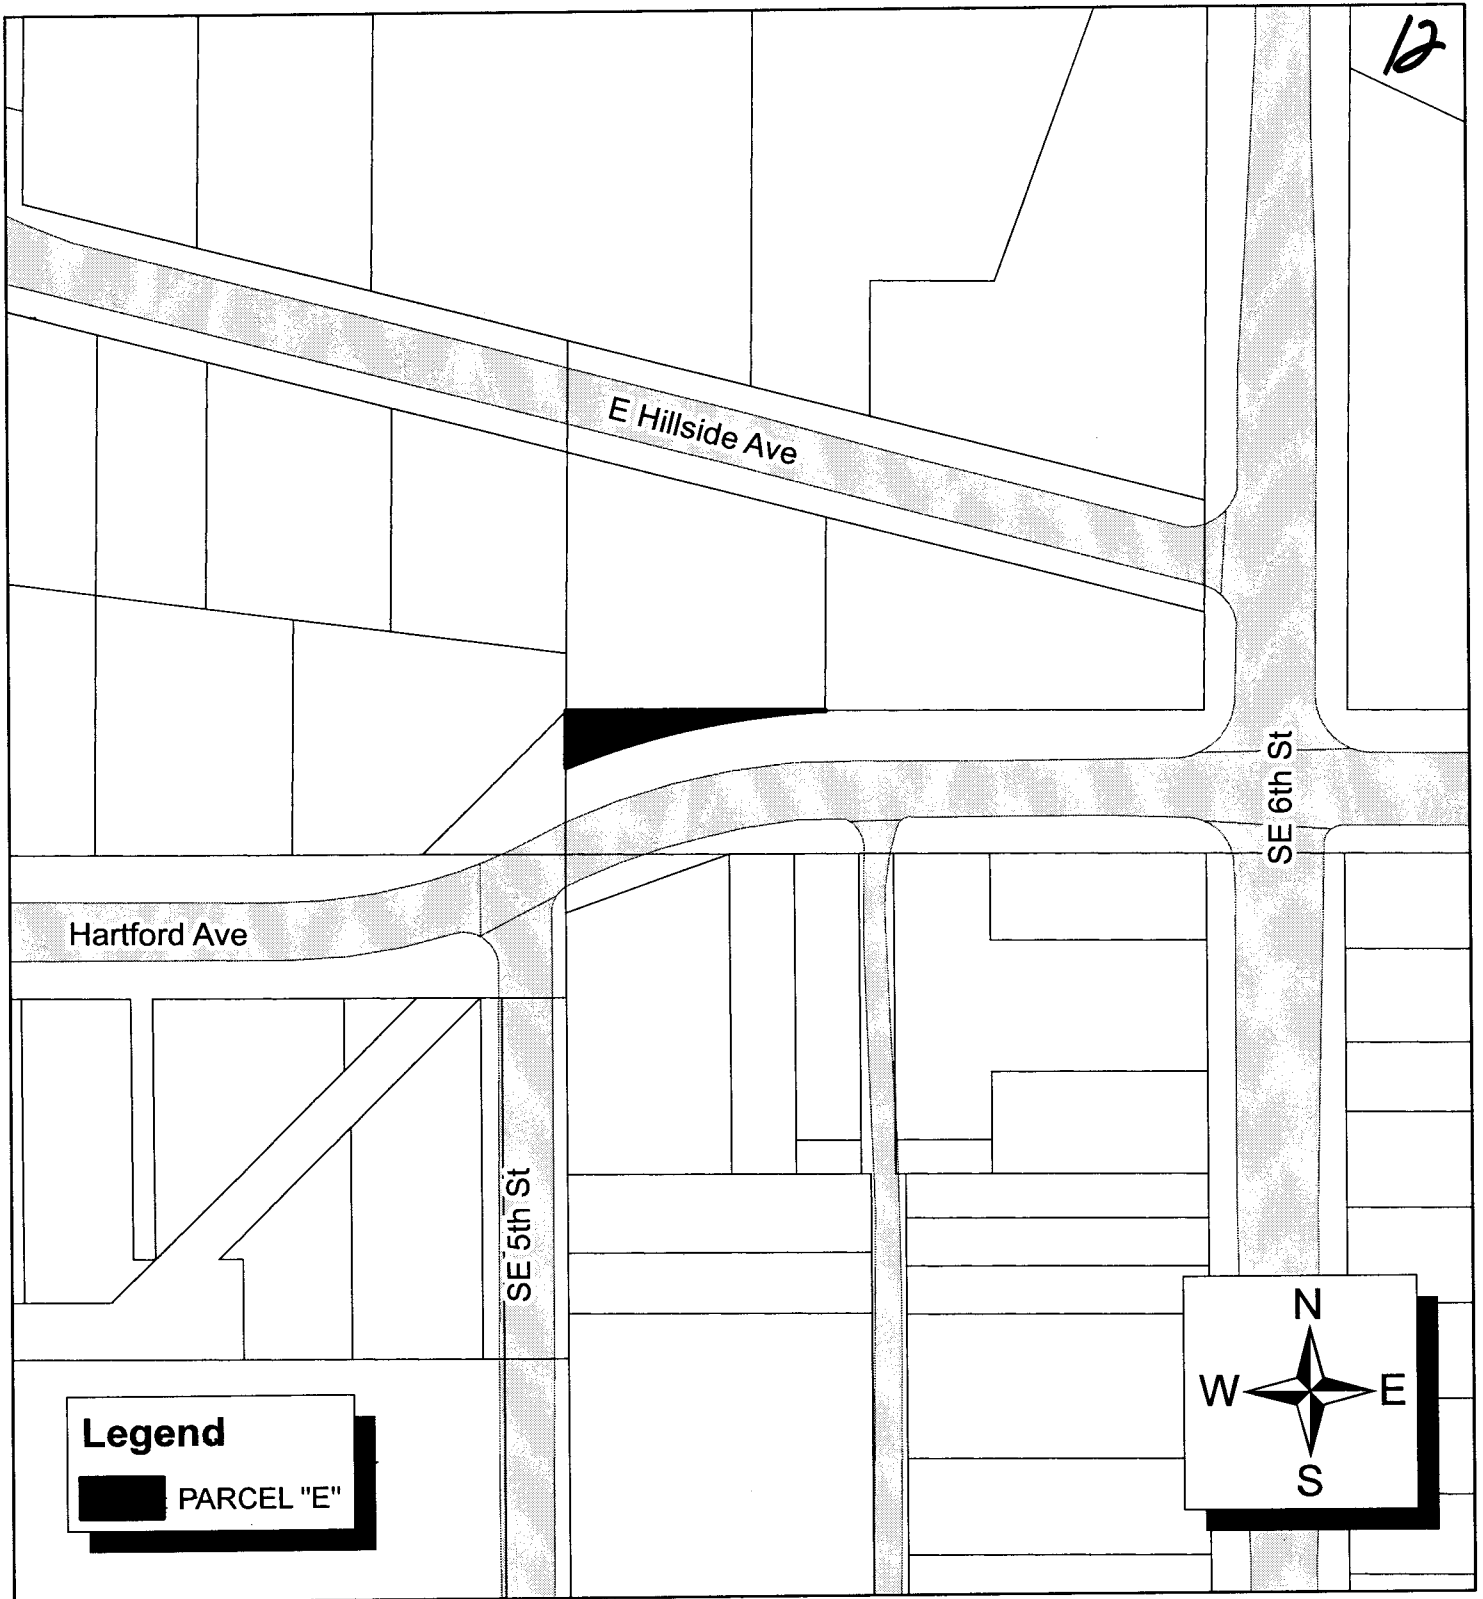 12
E Hillside Ave
SE 6th St
Hartford Ave
SE 5th St
N
W E
S
Legend
PARCEL "E"